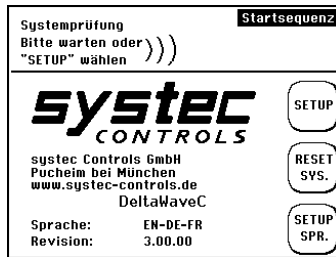 Systemprüfung
Startsequenz
Bitte warten oder
"SETUP" wählen
)))
systec
CONTROLS
SETUP
systec Controls GmbH
Pucheim bei München
www.systec-controls.de
RESET
SYS.
DeltaWaveC
Sprache: EN-DE-FR
Revision: 3.00.00
SETUP
SPR.